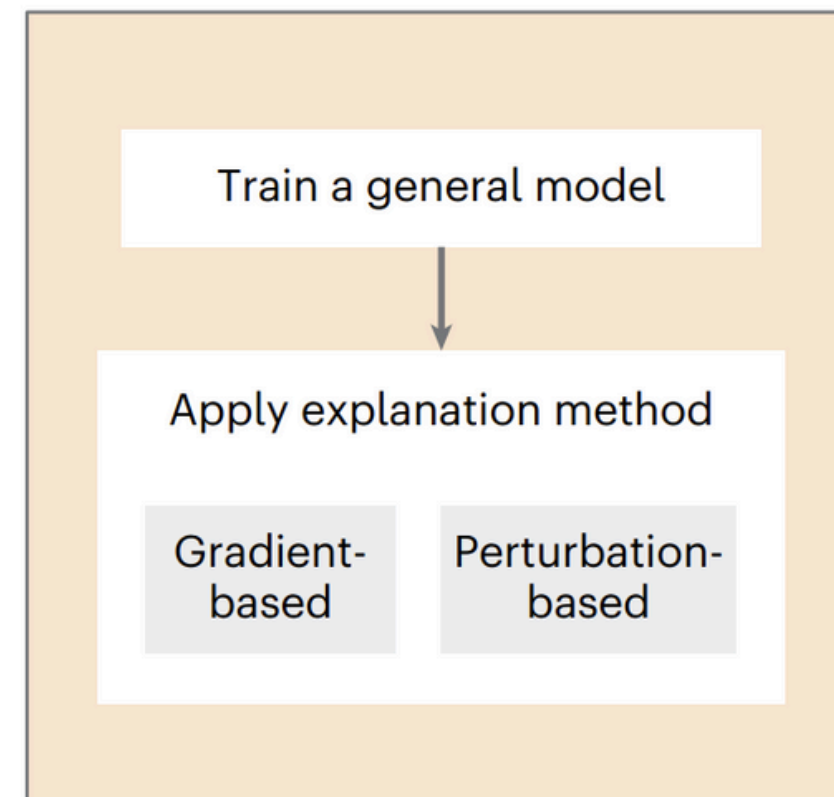 Train a general model
Apply explanation method
Gradient-
based
Perturbation-
based